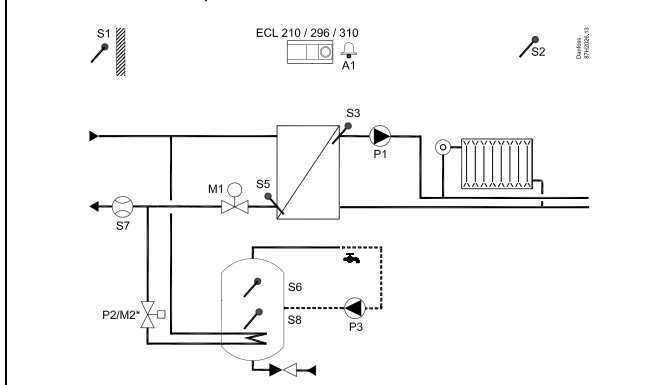 S1
ECL 210 / 296 / 310
A1
S2
Danfoss
87H2026.13
S3
P1
M1
S5
S7
S6
P2/M2*
S8
P3